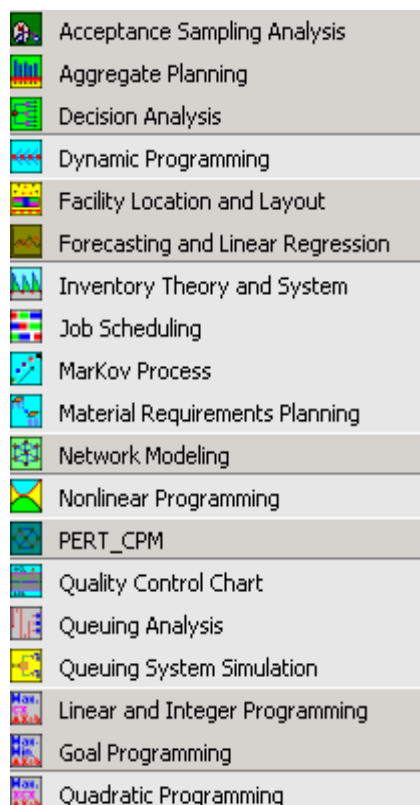 Acceptance Sampling Analysis
Aggregate Planning
Decision Analysis
Dynamic Programming
Facility Location and Layout
Forecasting and Linear Regression
Inventory Theory and System
Job Scheduling
MarKov Process
Material Requirements Planning
Network Modeling
Nonlinear Programming
PERT_CPM
Quality Control Chart
Queuing Analysis
Queuing System Simulation
Linear and Integer Programming
Goal Programming
Quadratic Programming